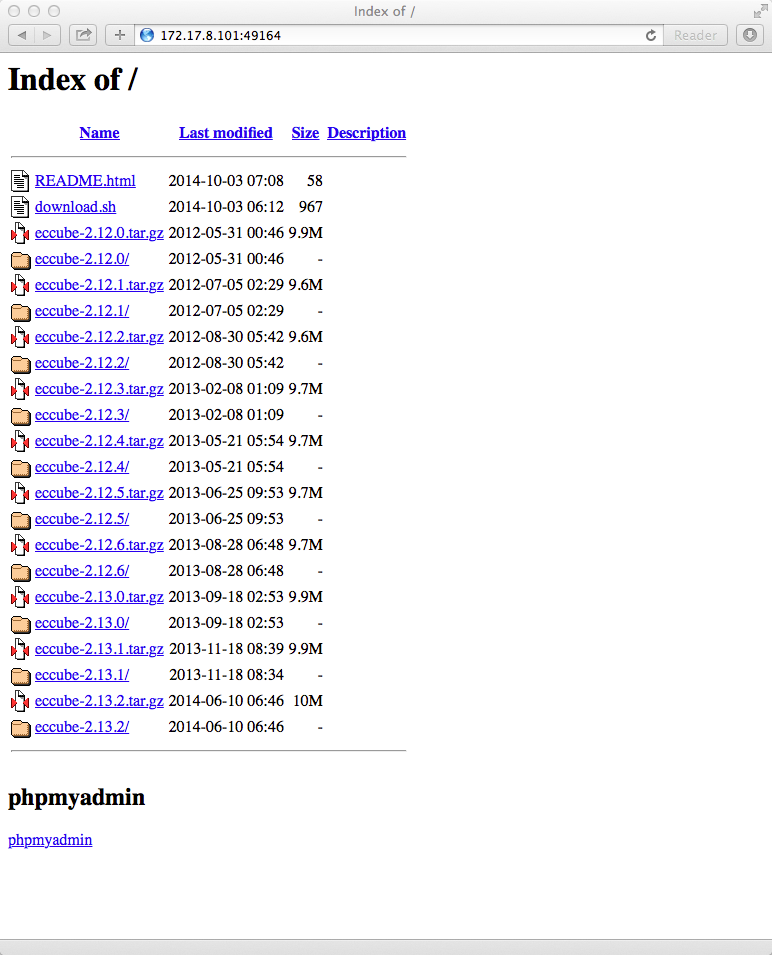 Index of /
172.17.8.101:49164
Reader
Index of /
Name Last modified Size Description
README.html 2014-10-03 07:08 58
download.sh 2014-10-03 06:12 967
eccube-2.12.0.tar.gz 2012-05-31 00:46 9.9M
eccube-2.12.0/ 2012-05-31 00:46 -
eccube-2.12.1.tar.gz 2012-07-05 02:29 9.6M
eccube-2.12.1/ 2012-07-05 02:29 -
eccube-2.12.2.tar.gz 2012-08-30 05:42 9.6M
eccube-2.12.2/ 2012-08-30 05:42 -
eccube-2.12.3.tar.gz 2013-02-08 01:09 9.7M
eccube-2.12.3/ 2013-02-08 01:09 -
eccube-2.12.4.tar.gz 2013-05-21 05:54 9.7M
eccube-2.12.4/ 2013-05-21 05:54 -
eccube-2.12.5.tar.gz 2013-06-25 09:53 9.7M
eccube-2.12.5/ 2013-06-25 09:53 -
eccube-2.12.6.tar.gz 2013-08-28 06:48 9.7M
eccube-2.12.6/ 2013-08-28 06:48 -
eccube-2.13.0.tar.gz 2013-09-18 02:53 9.9M
eccube-2.13.0/ 2013-09-18 02:53 -
eccube-2.13.1.tar.gz 2013-11-18 08:39 9.9M
eccube-2.13.1/ 2013-11-18 08:34 -
eccube-2.13.2.tar.gz 2014-06-10 06:46 10M
eccube-2.13.2/ 2014-06-10 06:46 -
phpmyadmin
phpmyadmin